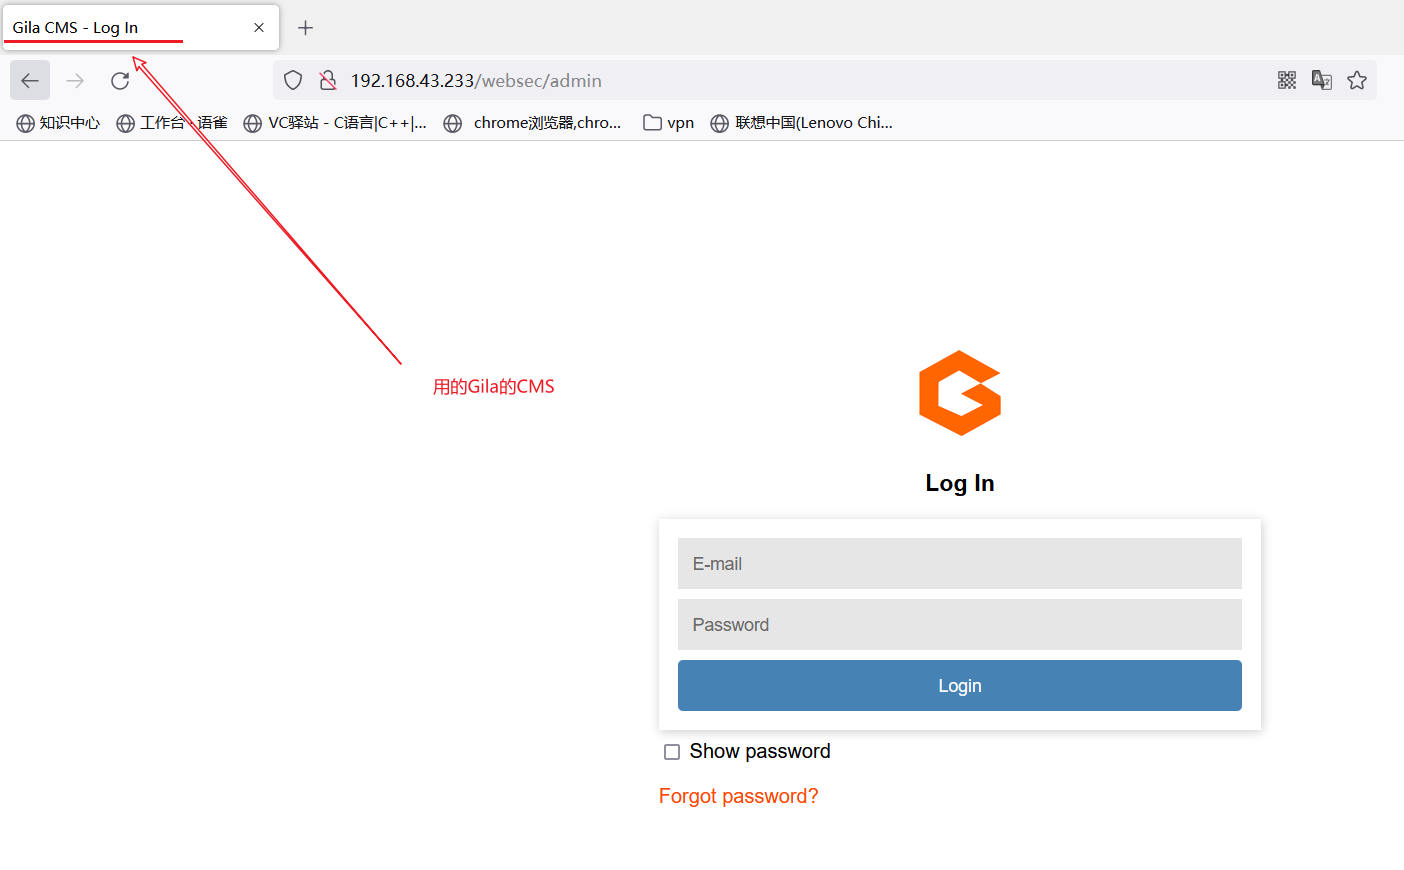 Gila CMS - Log In
192.168.43.233/websec/admin
知识中心 工作台 · 语雀 VC驿站 - C语言|C++|... chrome浏览器,chro... vpn 联想中国(Lenovo Chi...
用的Gila的CMS
Log In
E-mail
Password
Login
Show password
Forgot password?